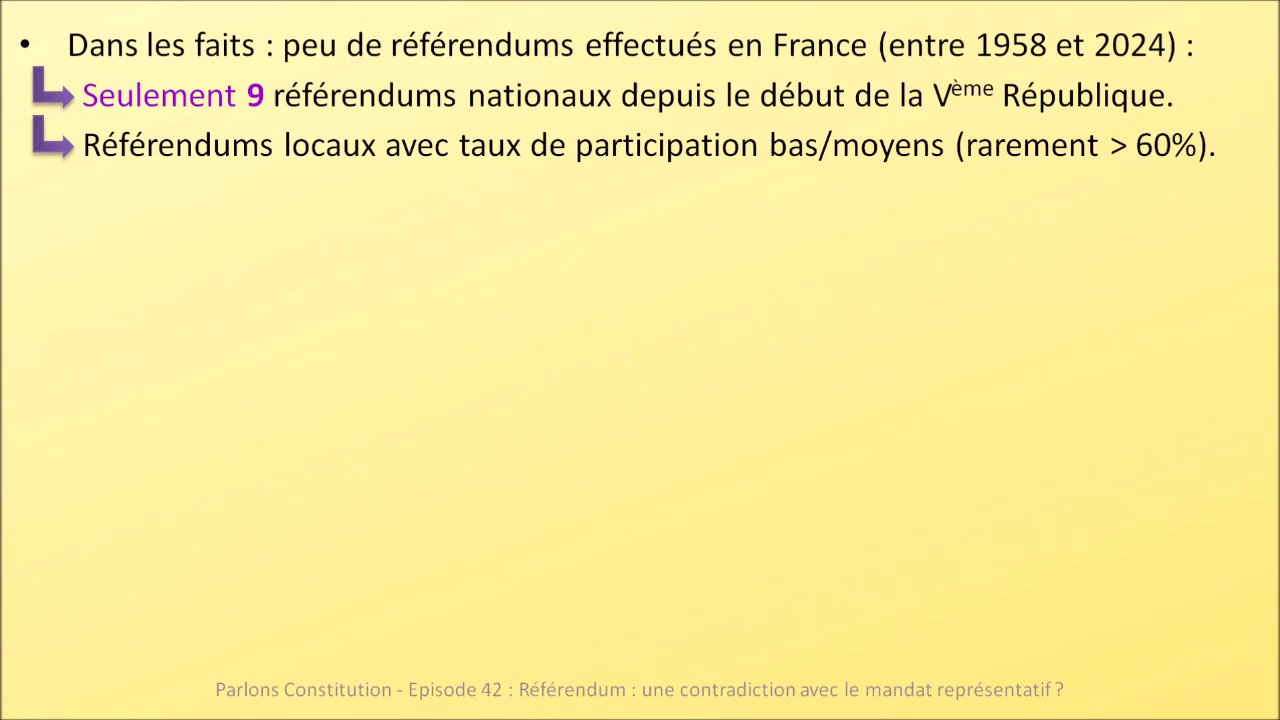 • Dans les faits : peu de référendums effectués en France (entre 1958 et 2024) :
Seulement 9 référendums nationaux depuis le début de la Vème République.
Référendums locaux avec taux de participation bas/moyens (rarement > 60%).
Parlons Constitution - Episode 42 : Référendum : une contradiction avec le mandat représentatif ?